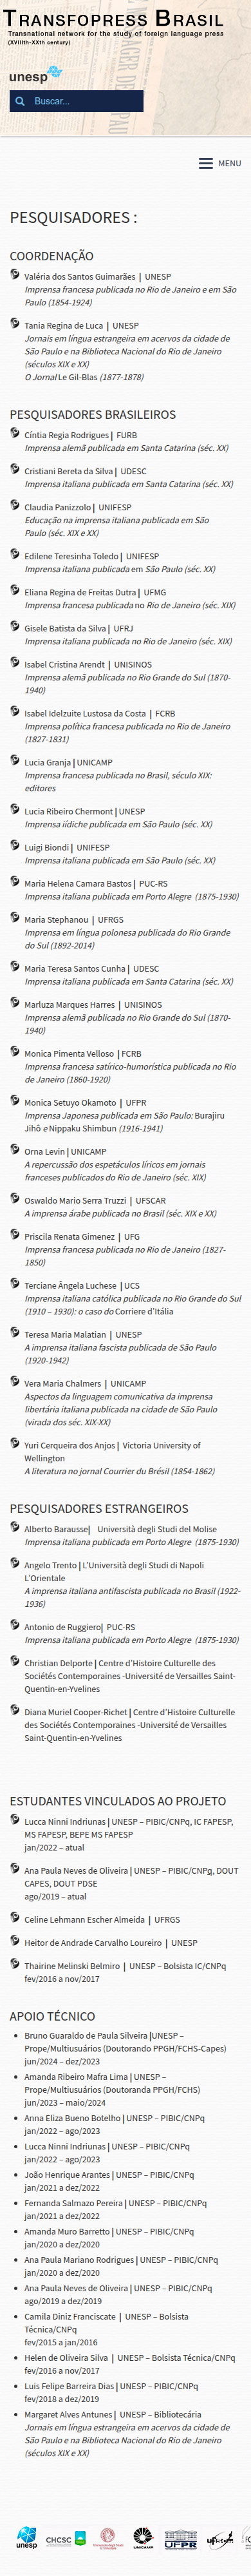 TRANSFOPRESS BRASIL
Transnational network for the study of foreign language press
(XVIIIth-XXth century)
unesp
Buscar...
MENU
PESQUISADORES :
COORDENAÇÃO
Valéria dos Santos Guimarães | UNESP
Imprensa francesa publicada no Rio de Janeiro e em São
Paulo (1854-1924)
Tania Regina de Luca | UNESP
Jornais em língua estrangeira em acervos da cidade de
São Paulo e na Biblioteca Nacional do Rio de Janeiro
(séculos XIX e XX)
O Jornal Le Gil-Blas (1877-1878)
PESQUISADORES BRASILEIROS
Cíntia Regia Rodrigues | FURB
Imprensa alemã publicada em Santa Catarina (séc. XX)
Cristiani Bereta da Silva | UDESC
Imprensa italiana publicada em Santa Catarina (séc. XX)
Claudia Panizzolo | UNIFESP
Educação na imprensa italiana publicada em São
Paulo (séc. XIX e XX)
Edilene Teresinha Toledo | UNIFESP
Imprensa italiana publicada em São Paulo (séc. XX)
Eliana Regina de Freitas Dutra | UFMG
Imprensa francesa publicada no Rio de Janeiro (séc. XIX)
Gisele Batista da Silva | UFRJ
Imprensa italiana publicada no Rio de Janeiro (séc. XIX)
Isabel Cristina Arendt | UNISINOS
Imprensa alemã publicada no Rio Grande do Sul (1870-
1940)
Isabel Idelzuite Lustosa da Costa | FCRB
Imprensa política francesa publicada no Rio de Janeiro
(1827-1831)
Lucia Granja | UNICAMP
Imprensa francesa publicada no Brasil, século XIX:
editores
Lucia Ribeiro Chermont | UNESP
Imprensa iídiche publicada em São Paulo (séc. XX)
Luigi Biondi | UNIFESP
Imprensa italiana publicada em São Paulo (séc. XX)
Maria Helena Camara Bastos | PUC-RS
Imprensa italiana publicada em Porto Alegre (1875-1930)
Maria Stephanou | UFRGS
Imprensa em língua polonesa publicada do Rio Grande
do Sul (1892-2014)
Maria Teresa Santos Cunha | UDESC
Imprensa italiana publicada em Santa Catarina (séc. XX)
Marluza Marques Harres | UNISINOS
Imprensa alemã publicada no Rio Grande do Sul (1870-
1940)
Monica Pimenta Velloso | FCRB
Imprensa francesa satírico-humorística publicada no Rio
de Janeiro (1860-1920)
Monica Setuyo Okamoto | UFPR
Imprensa Japonesa publicada em São Paulo: Burajiru
Jihô e Nippaku Shimbun (1916-1941)
Orna Levin | UNICAMP
A repercussão dos espetáculos líricos em jornais
franceses publicados do Rio de Janeiro (séc. XIX)
Oswaldo Mario Serra Truzzi | UFSCAR
A imprensa árabe publicada no Brasil (séc. XIX e XX)
Priscila Renata Gimenez | UFG
Imprensa francesa publicada no Rio de Janeiro (1827-
1850)
Terciane Ângela Luchese | UCS
Imprensa italiana católica publicada no Rio Grande do Sul
(1910 – 1930): o caso do Corriere d'Itália
Teresa Maria Malatian | UNESP
A imprensa italiana fascista publicada de São Paulo
(1920-1942)
Vera Maria Chalmers | UNICAMP
Aspectos da linguagem comunicativa da imprensa
libertária italiana publicada na cidade de São Paulo
(virada dos séc. XIX-XX)
Yuri Cerqueira dos Anjos | Victoria University of
Wellington
A literatura no jornal Courrier du Brésil (1854-1862)
PESQUISADORES ESTRANGEIROS
Alberto Barausse| Università degli Studi del Molise
Imprensa italiana publicada em Porto Alegre (1875-1930)
Angelo Trento | L'Università degli Studi di Napoli
L'Orientale
A imprensa italiana antifascista publicada no Brasil (1922-
1936)
Antonio de Ruggiero| PUC-RS
Imprensa italiana publicada em Porto Alegre (1875-1930)
Christian Delporte | Centre d'Histoire Culturelle des
Sociétés Contemporaines -Université de Versailles Saint-
Quentin-en-Yvelines
Diana Muriel Cooper-Richet | Centre d'Histoire Culturelle
des Sociétés Contemporaines -Université de Versailles
Saint-Quentin-en-Yvelines
ESTUDANTES VINCULADOS AO PROJETO
Lucca Ninni Indriunas | UNESP – PIBIC/CNPq, IC FAPESP,
MS FAPESP, BEPE MS FAPESP
jan/2022 – atual
Ana Paula Neves de Oliveira | UNESP – PIBIC/CNPq, DOUT
CAPES, DOUT PDSE
ago/2019 – atual
Celine Lehmann Escher Almeida | UFRGS
Heitor de Andrade Carvalho Loureiro | UNESP
Thairine Melinski Belmiro | UNESP – Bolsista IC/CNPq
fev/2016 a nov/2017
APOIO TÉCNICO
Bruno Guaraldo de Paula Silveira |UNESP –
Prope/Multiusuários (Doutorando PPGH/FCHS-Capes)
jun/2024 – dez/2023
Amanda Ribeiro Mafra Lima | UNESP –
Prope/Multiusuários (Doutoranda PPGH/FCHS)
jun/2023 – maio/2024
Anna Eliza Bueno Botelho | UNESP – PIBIC/CNPq
jan/2022 – ago/2023
Lucca Ninni Indriunas | UNESP – PIBIC/CNPq
jan/2022 – ago/2023
João Henrique Arantes | UNESP – PIBIC/CNPq
jan/2021 a dez/2022
Fernanda Salmazo Pereira | UNESP – PIBIC/CNPq
jan/2021 a dez/2022
Amanda Muro Barretto | UNESP – PIBIC/CNPq
jan/2020 a dez/2020
Ana Paula Mariano Rodrigues | UNESP – PIBIC/CNPq
jan/2020 a dez/2020
Ana Paula Neves de Oliveira | UNESP – PIBIC/CNPq
ago/2019 a dez/2019
Camila Diniz Franciscate | UNESP – Bolsista
Técnica/CNPq
fev/2015 a jan/2016
Helen de Oliveira Silva | UNESP – Bolsista Técnica/CNPq
fev/2016 a nov/2017
Luis Felipe Barreira Dias | UNESP – PIBIC/CNPq
fev/2018 a dez/2019
Margaret Alves Antunes | UNESP – Bibliotecária
Jornais em língua estrangeira em acervos da cidade de
São Paulo e na Biblioteca Nacional do Rio de Janeiro
(séculos XIX e XX)
unesp CHCSC UNICAMP UFPR